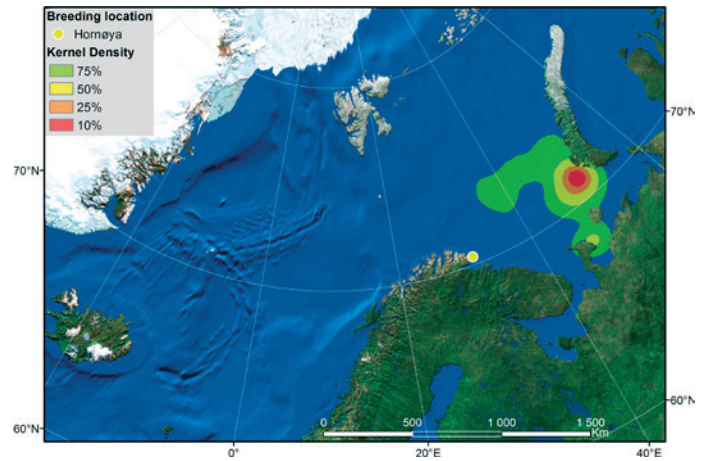 Breeding location
Hornøya
Kernel Density
75%
50%
25%
10%
70°N
70°N
60°N
60°N
0 500 1 000 1 500
Km
0°
20°E
40°E